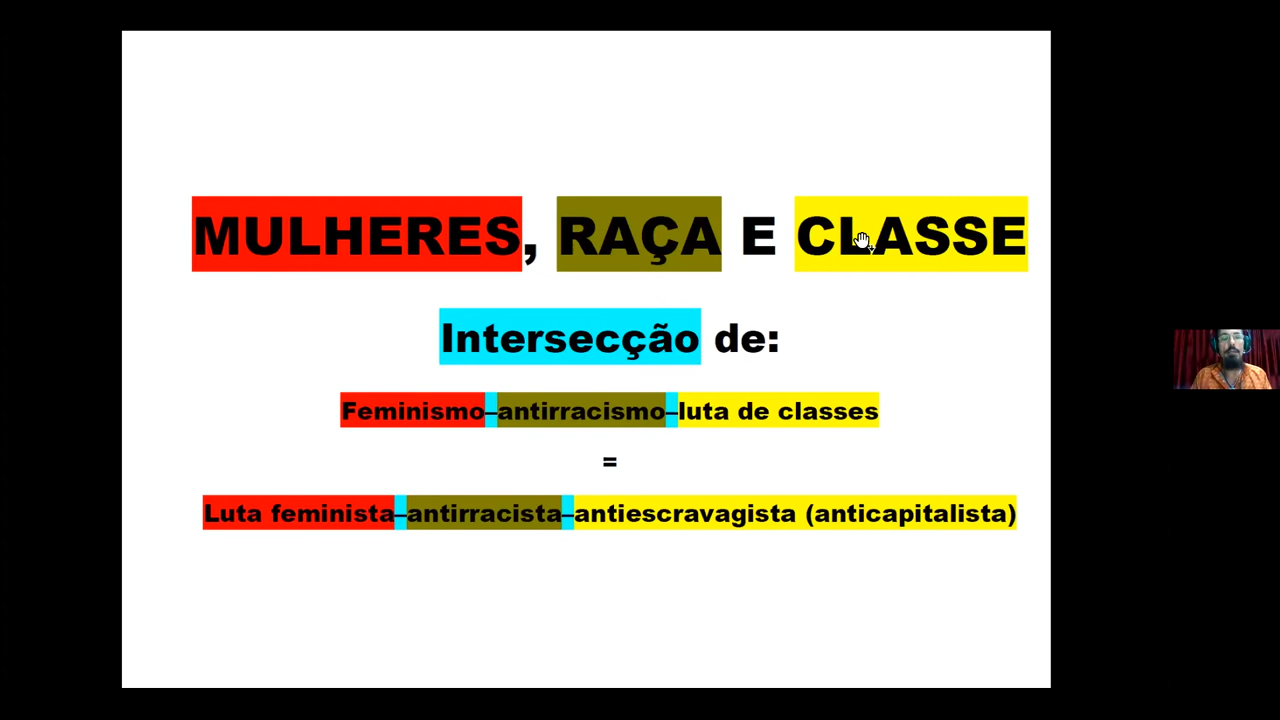 MULHERES, RAÇA E CLASSE
Intersecção de:
Feminismo–antirracismo–luta de classes
=
Luta feminista–antirracista–antiescravagista (anticapitalista)